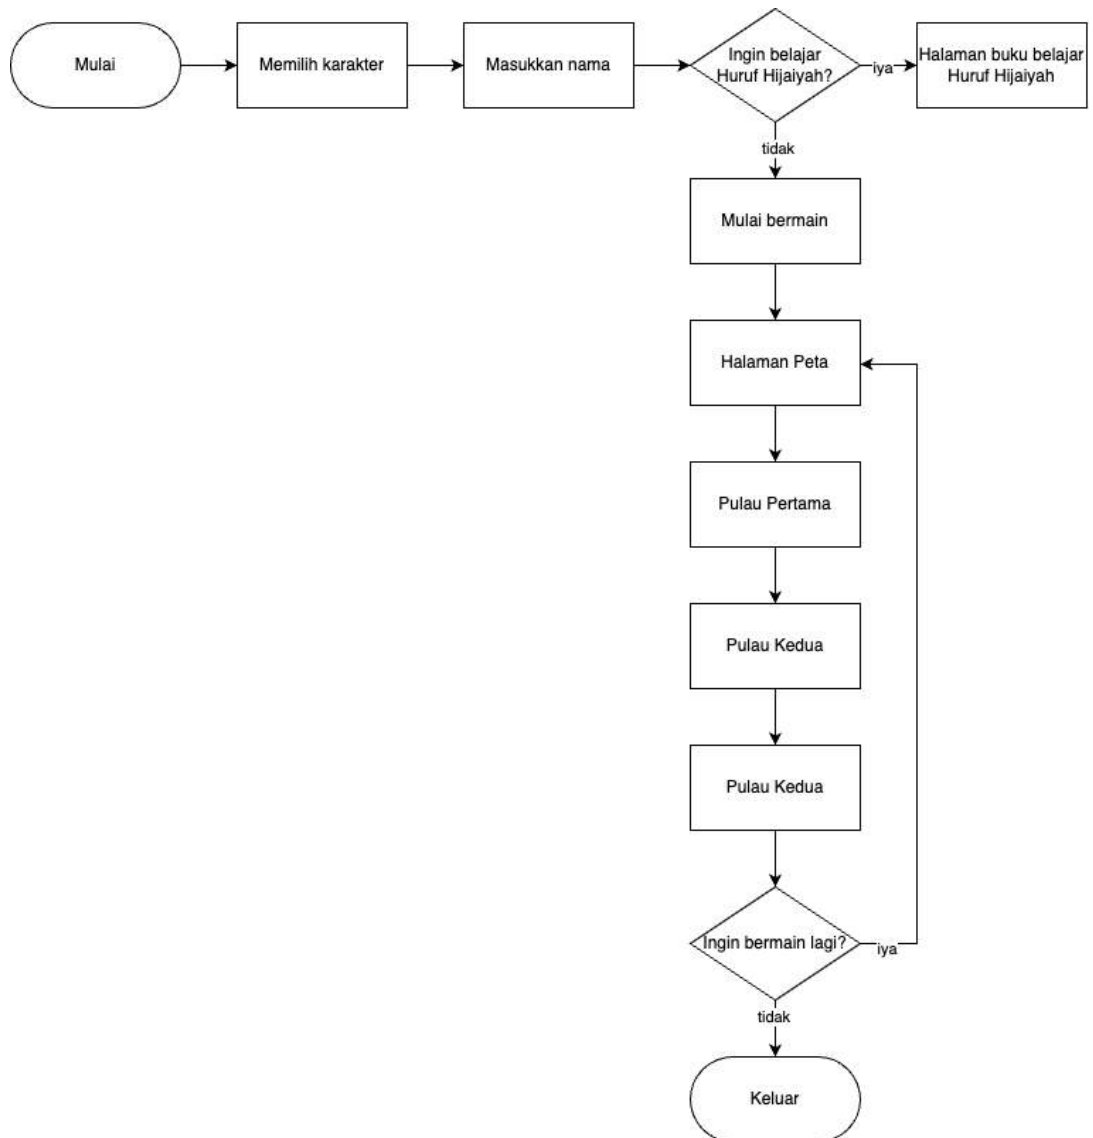 Mulai
Memilih karakter
Masukkan nama
Ingin belajar
Huruf Hijaiyah?
iya
Halaman buku belajar
Huruf Hijaiyah
tidak
Mulai bermain
Halaman Peta
Pulau Pertama
Pulau Kedua
Pulau Kedua
Ingin bermain lagi?
iya
tidak
Keluar